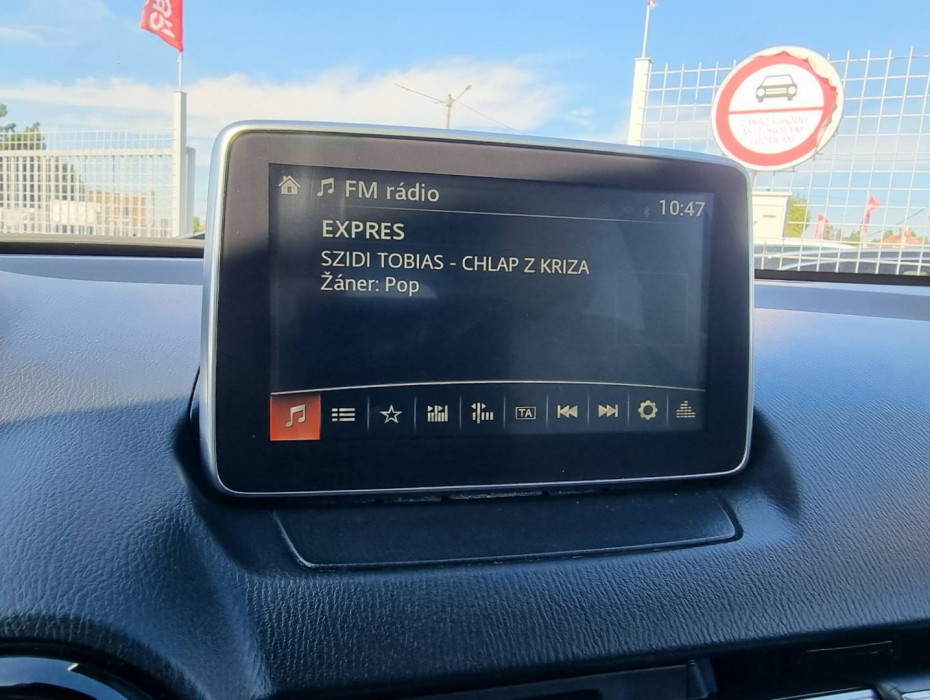 FM rádio
10:47
EXPRES
SZIDI TOBIAS - CHLAP Z KRIZA
Žáner: Pop
TA